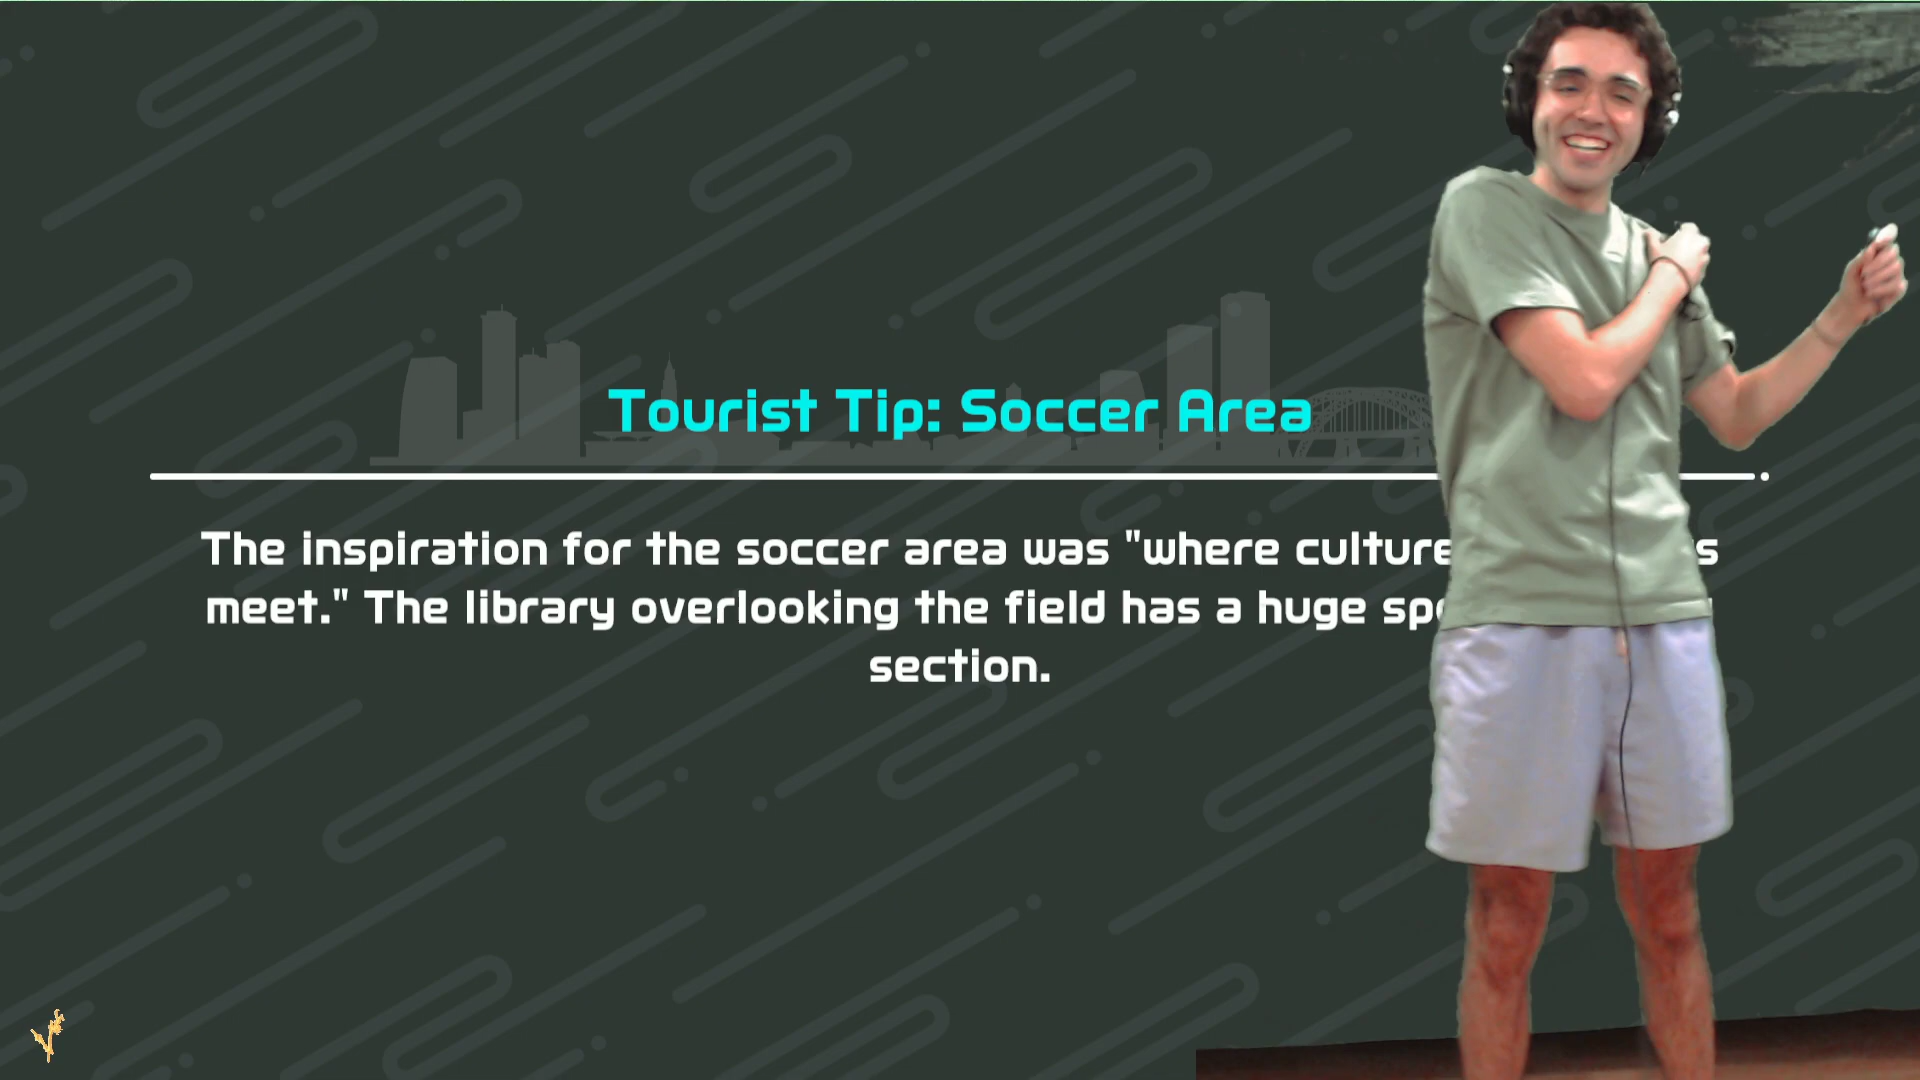 Tourist Tip: Soccer Area
The inspiration for the soccer area was "where culture
meet." The library overlooking the field has a huge
section.